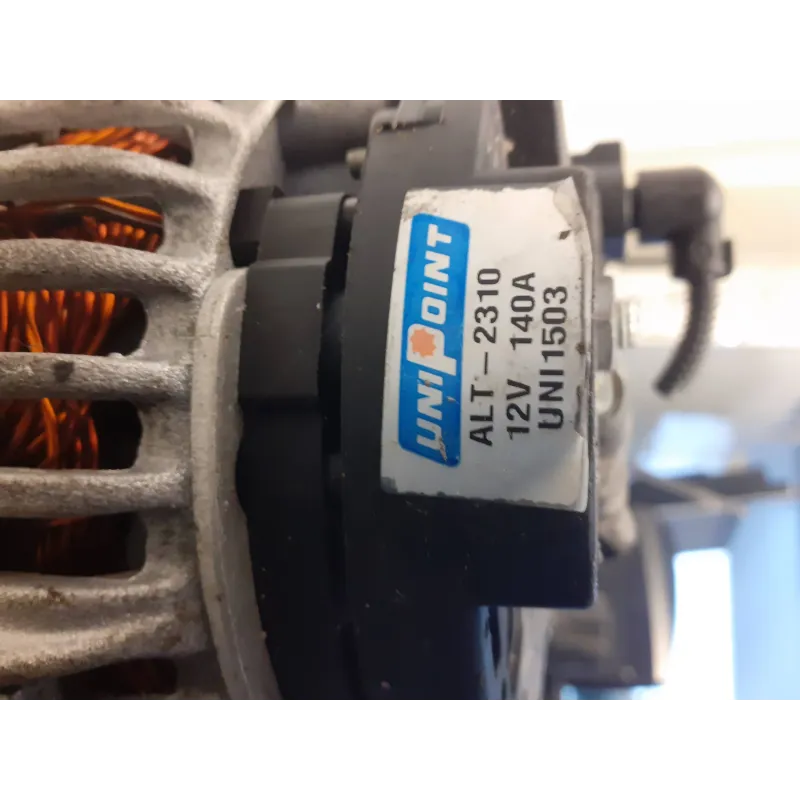 UNIPOINT
ALT-2310
12V 140A
UNI1503